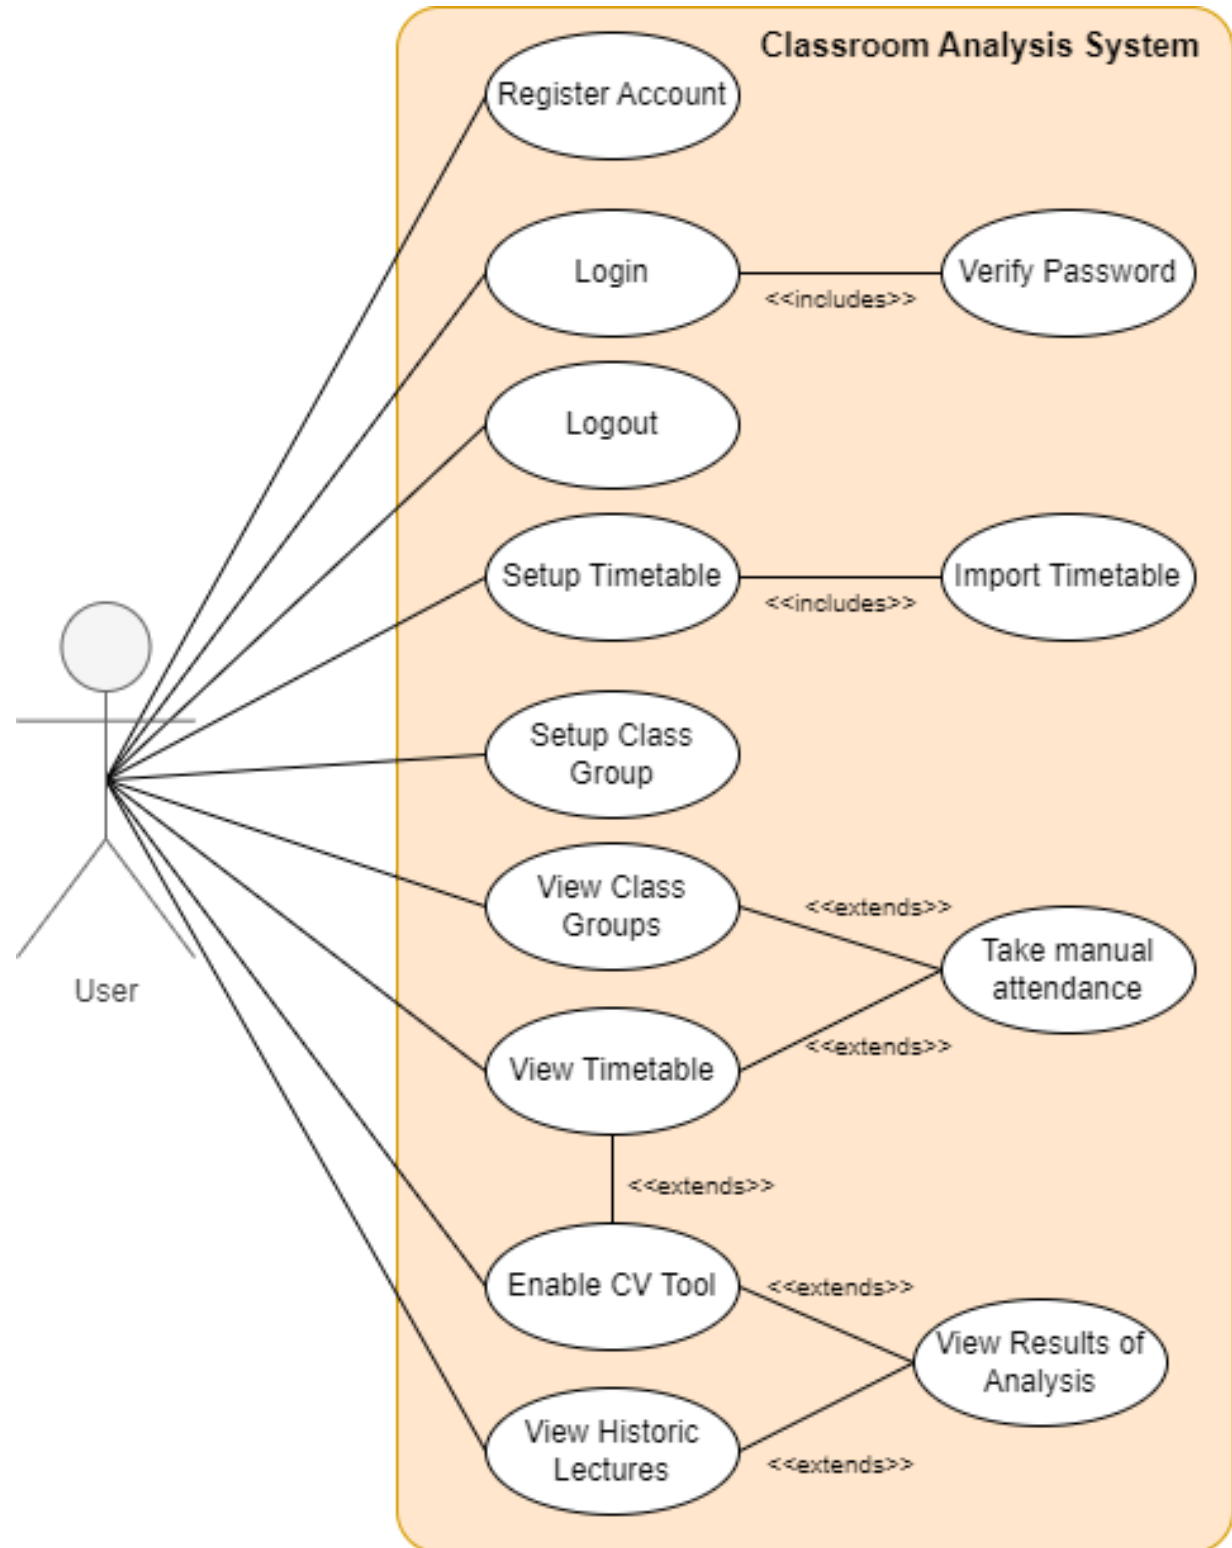 Classroom Analysis System
Register Account
Login
<<includes>>
Verify Password
Logout
Setup Timetable
<<includes>>
Import Timetable
Setup Class
Group
View Class
Groups
<<extends>>
Take manual
attendance
User
View Timetable
<<extends>>
<<extends>>
Enable CV Tool
<<extends>>
View Results of
Analysis
View Historic
Lectures
<<extends>>